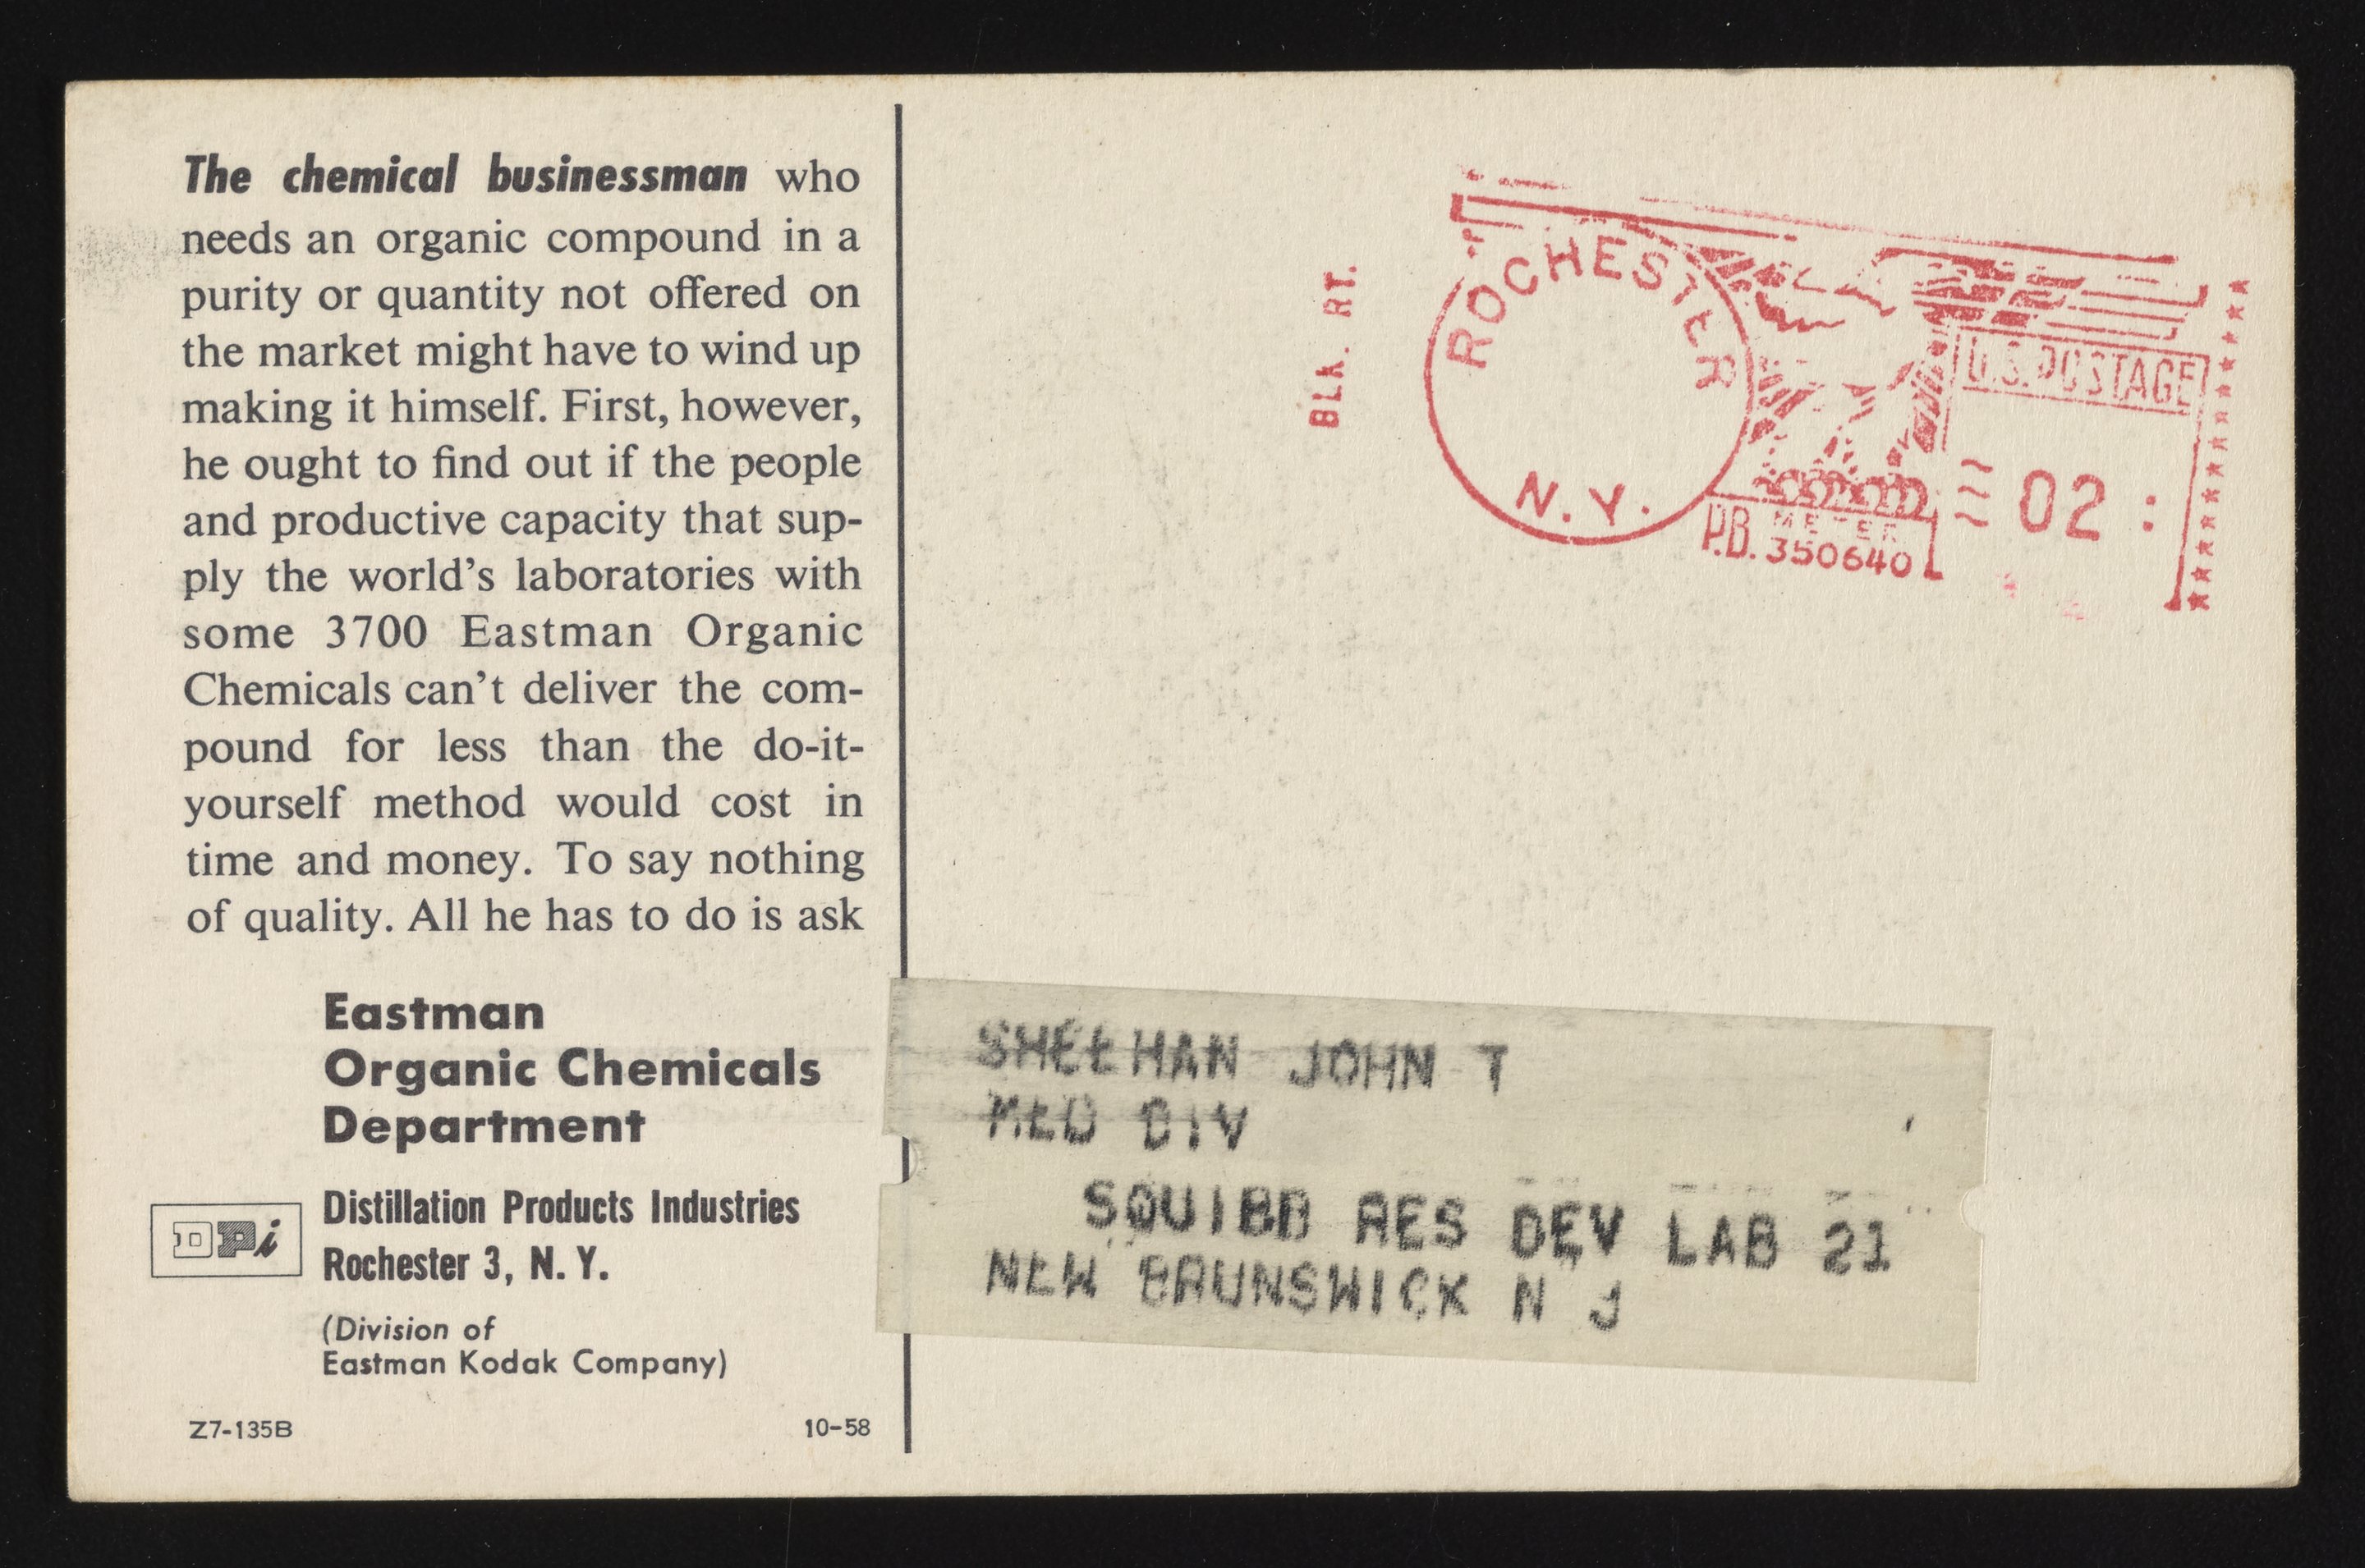 The chemical businessman who
needs an organic compound in a
purity or quantity not offered on
the market might have to wind up
making it himself. First, however,
he ought to find out if the people
and productive capacity that sup-
ply the world's laboratories with
some 3700 Eastman Organic
Chemicals can't deliver the com-
pound for less than the do-it-
yourself method would cost in
time and money. To say nothing
of quality. All he has to do is ask
Eastman
Organic Chemicals
Department
DPi
Distillation Products Industries
Rochester 3, N. Y.
(Division of
Eastman Kodak Company)
Z7-135B
10-58
BLK. RT.
ROCHESTER
N.Y.
U.S. POSTAGE
02
P.B. METER
350640
SHEEHAN JOHN T
MED DIV
SQUIBB RES DEV LAB 21
NEW BRUNSWICK N J